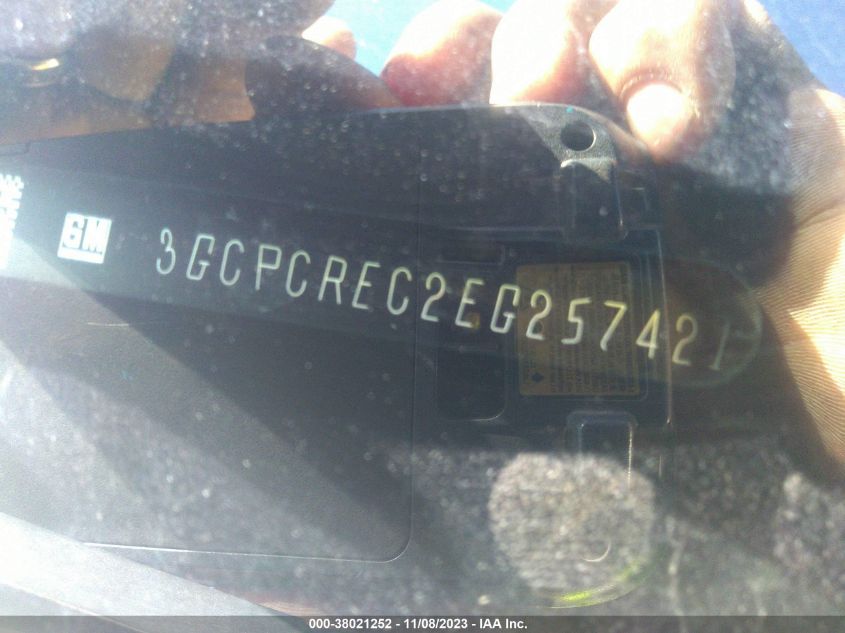 GM
3GCPCREC2EG257421
000-38021252 - 11/08/2023 - IAA Inc.